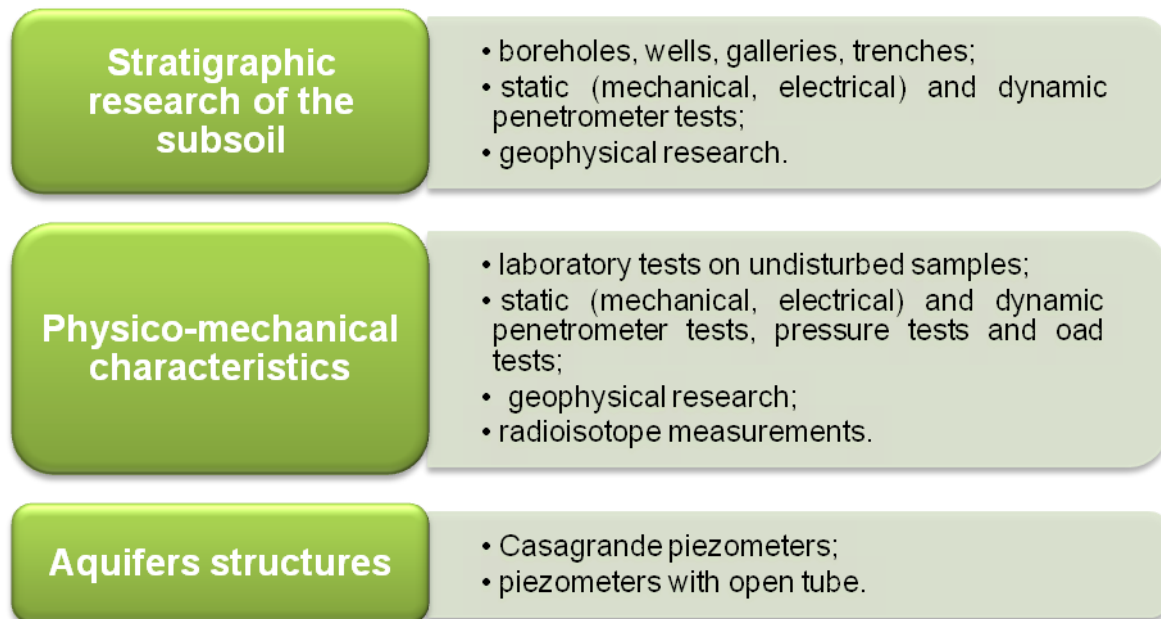 Stratigraphic
research of the
subsoil
• boreholes, wells, galleries, trenches;
• static (mechanical, electrical) and dynamic
penetrometer tests;
• geophysical research.
Physico-mechanical
characteristics
• laboratory tests on undisturbed samples;
• static (mechanical, electrical) and dynamic
penetrometer tests, pressure tests and oad
tests;
• geophysical research;
• radioisotope measurements.
Aquifers structures
• Casagrande piezometers;
• piezometers with open tube.